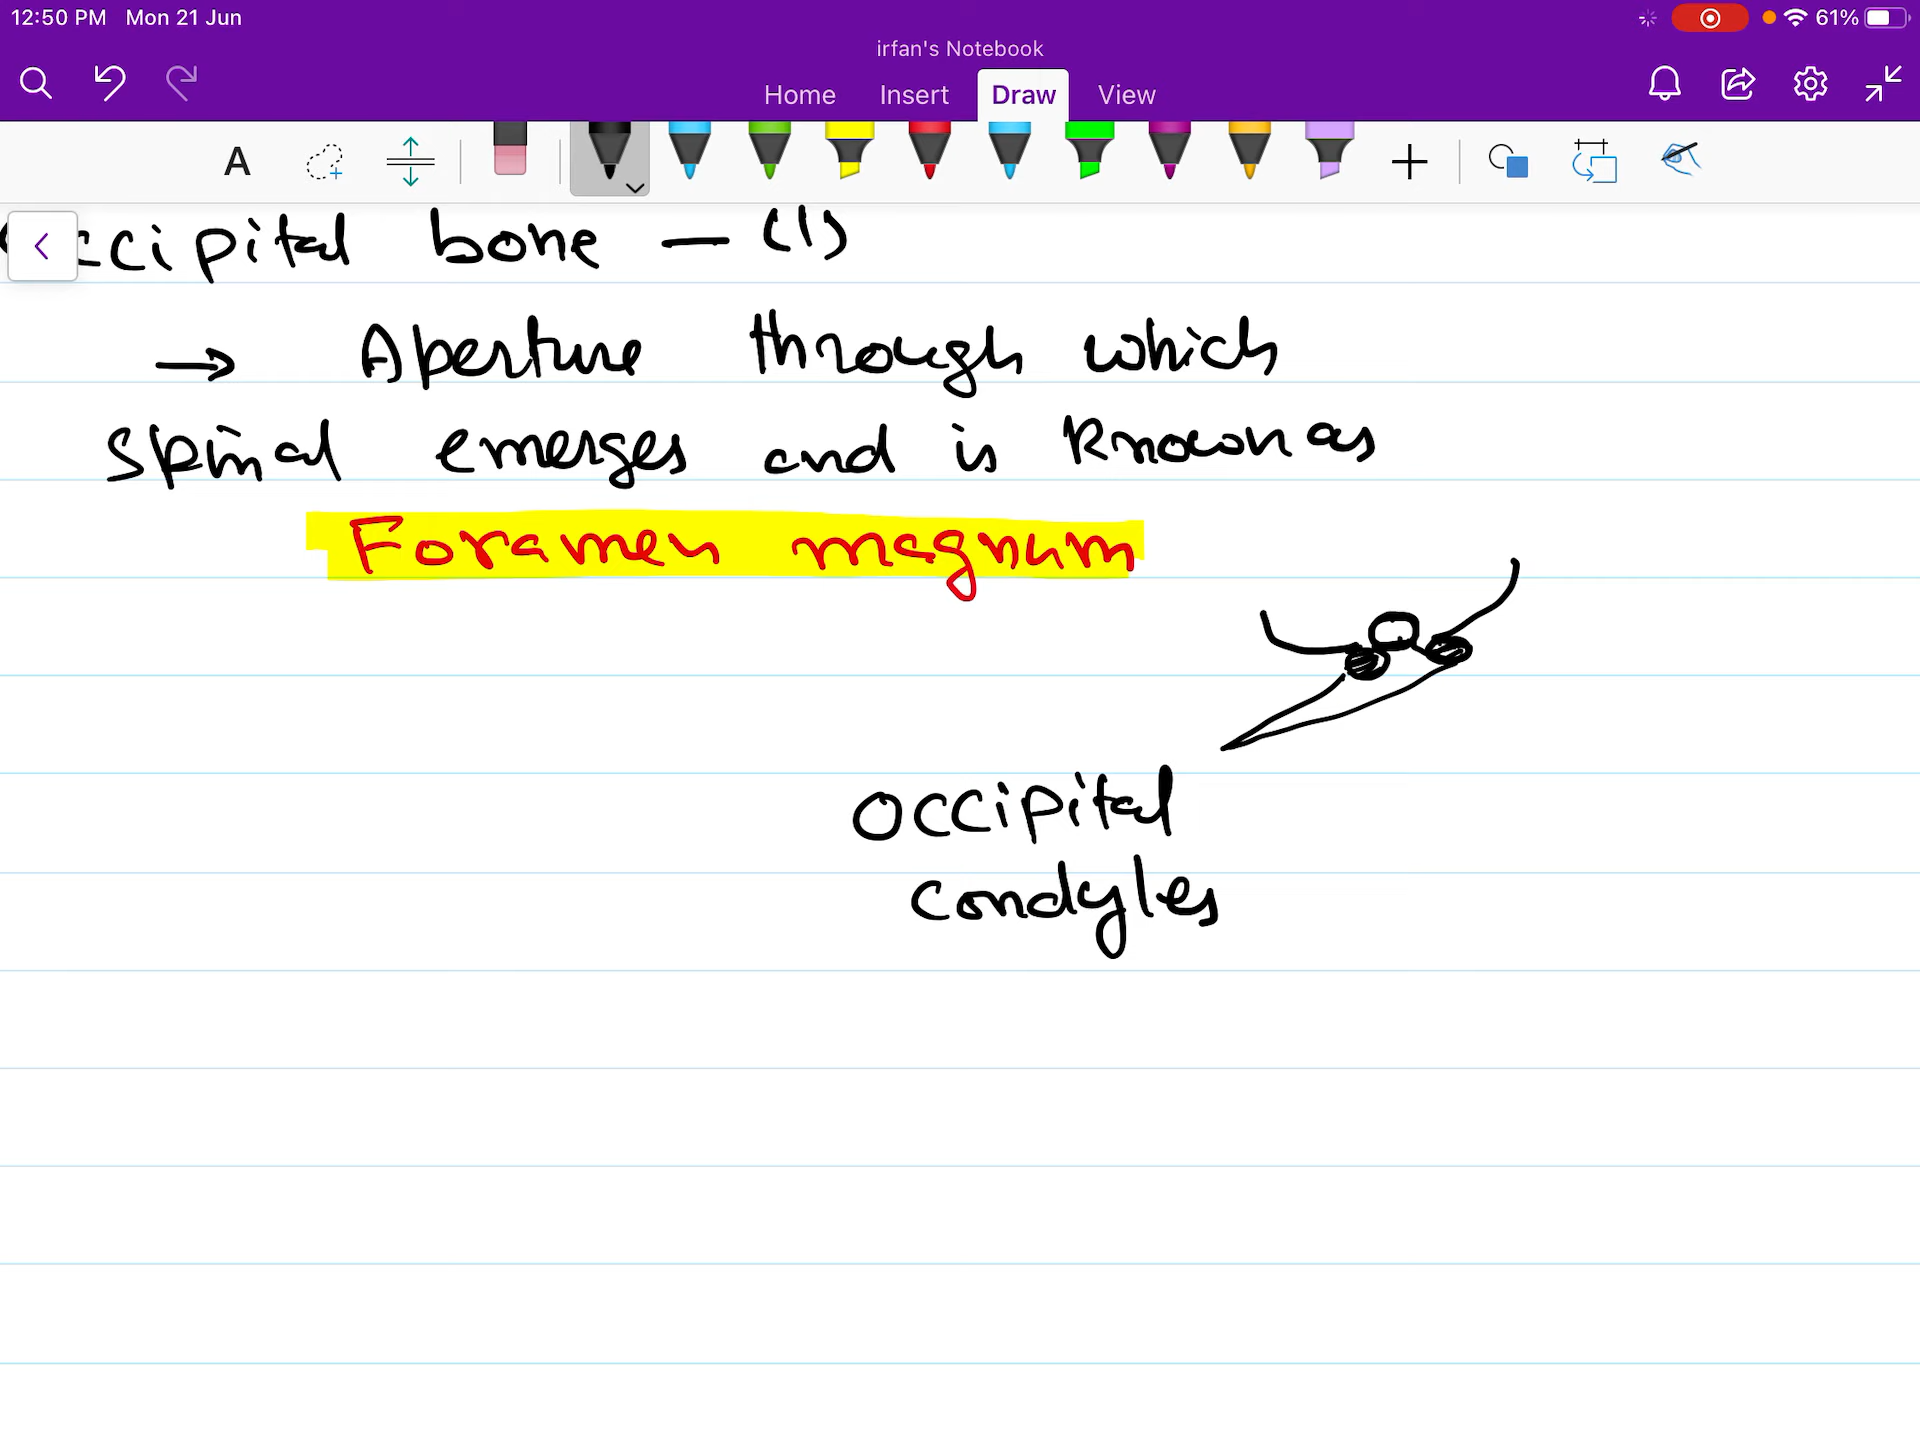 12:50 PM Mon 21 Jun
61%
irfan's Notebook
Home Insert Draw View
A
occipital bone — (1)
→ Aperture through which
Spinal emerges and is known as
Foramen magnum
occipital
condyles